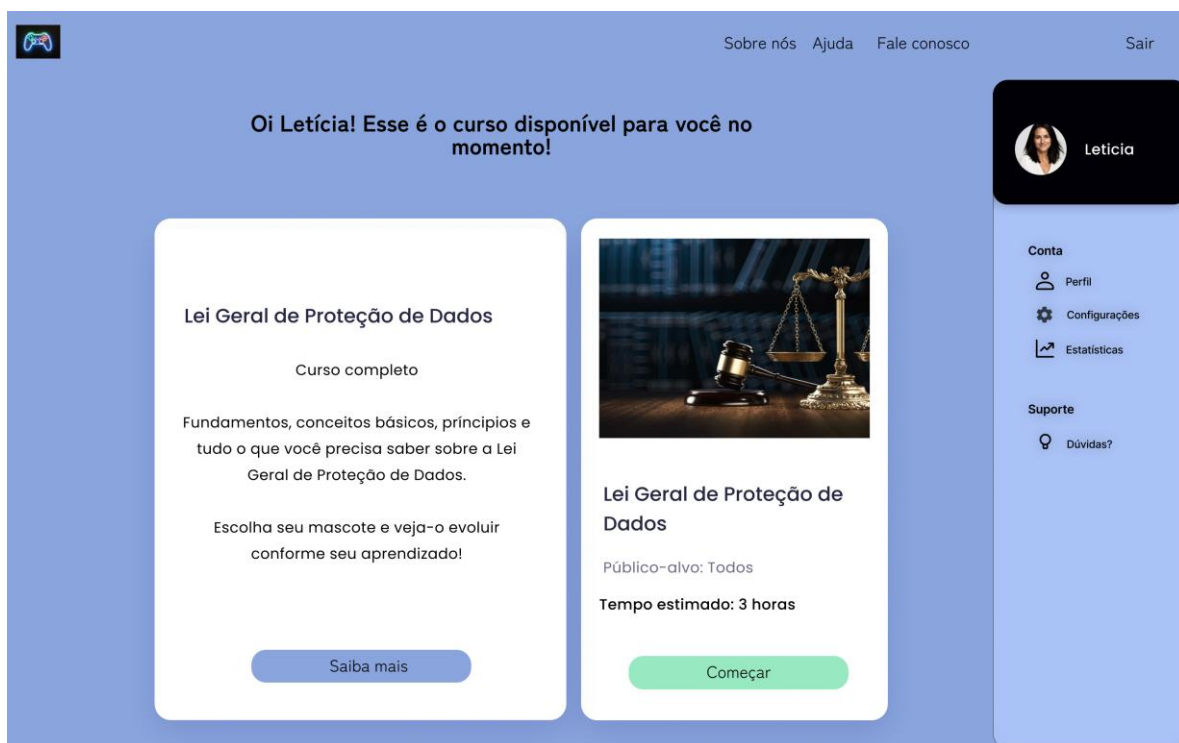 Sobre nós Ajuda Fale conosco Sair
Oi Letícia! Esse é o curso disponível para você no
momento!
Leticia
Lei Geral de Proteção de Dados
Curso completo
Fundamentos, conceitos básicos, príncipios e
tudo o que você precisa saber sobre a Lei
Geral de Proteção de Dados.
Escolha seu mascote e veja-o evoluir
conforme seu aprendizado!
Saiba mais
Lei Geral de Proteção de
Dados
Público-alvo: Todos
Tempo estimado: 3 horas
Começar
Conta
Perfil
Configurações
Estatísticas
Suporte
Dúvidas?